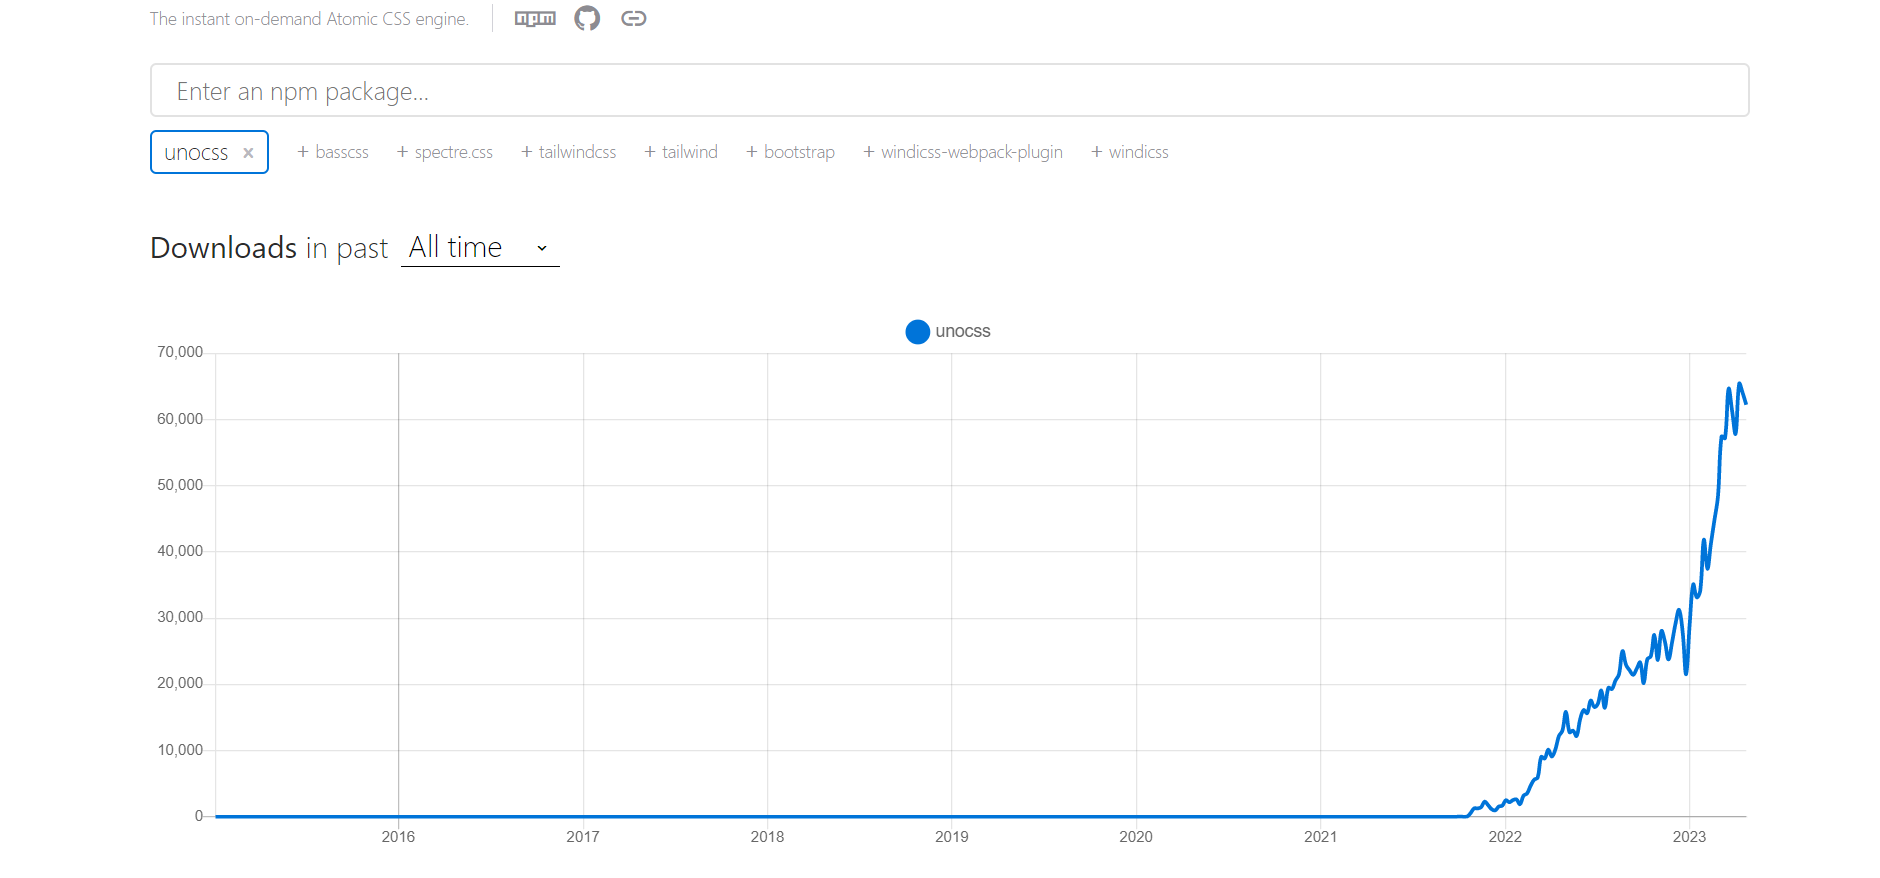 The instant on-demand Atomic CSS engine. npm
Enter an npm package...
unocss × + basscss + spectre.css + tailwindcss + tailwind + bootstrap + windicss-webpack-plugin + windicss
Downloads in past All time
unocss
70,000
60,000
50,000
40,000
30,000
20,000
10,000
0
2016 2017 2018 2019 2020 2021 2022 2023